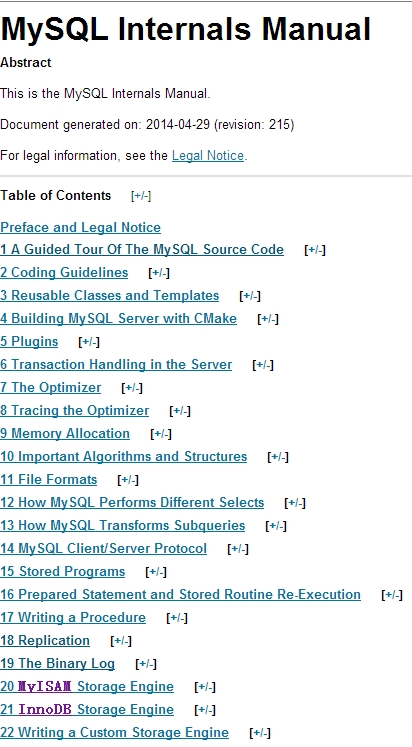 MySQL Internals Manual
Abstract
This is the MySQL Internals Manual.
Document generated on: 2014-04-29 (revision: 215)
For legal information, see the Legal Notice.
Table of Contents [+/-]
Preface and Legal Notice
1 A Guided Tour Of The MySQL Source Code [+/-]
2 Coding Guidelines [+/-]
3 Reusable Classes and Templates [+/-]
4 Building MySQL Server with CMake [+/-]
5 Plugins [+/-]
6 Transaction Handling in the Server [+/-]
7 The Optimizer [+/-]
8 Tracing the Optimizer [+/-]
9 Memory Allocation [+/-]
10 Important Algorithms and Structures [+/-]
11 File Formats [+/-]
12 How MySQL Performs Different Selects [+/-]
13 How MySQL Transforms Subqueries [+/-]
14 MySQL Client/Server Protocol [+/-]
15 Stored Programs [+/-]
16 Prepared Statement and Stored Routine Re-Execution [+/-]
17 Writing a Procedure [+/-]
18 Replication [+/-]
19 The Binary Log [+/-]
20 MyISAM Storage Engine [+/-]
21 InnoDB Storage Engine [+/-]
22 Writing a Custom Storage Engine [+/-]